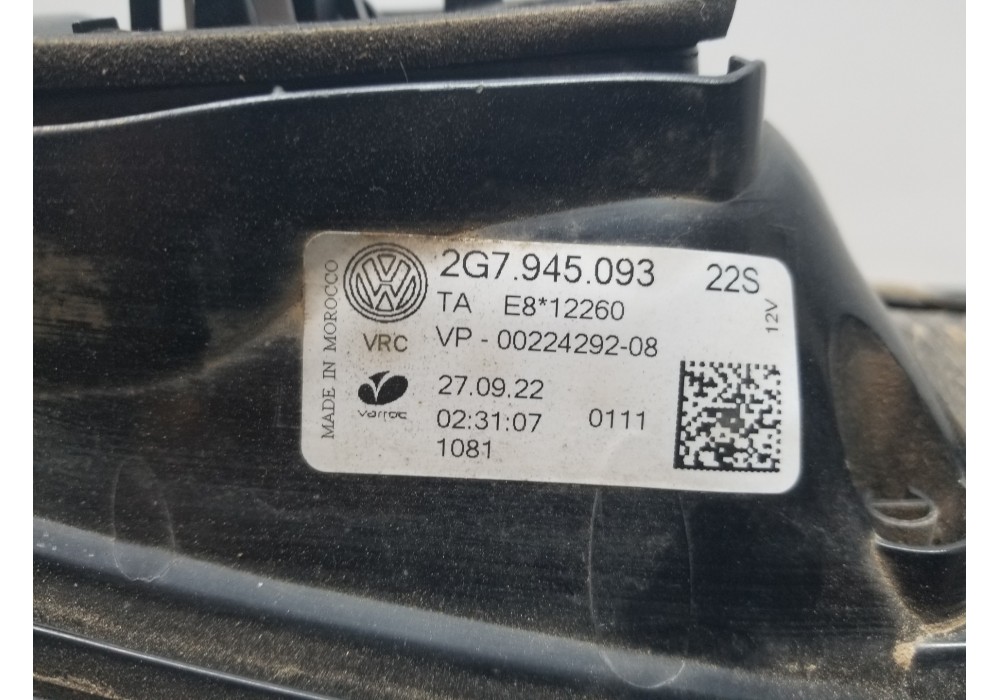 MADE IN MOROCCO
2G7.945.093 22S
TA E8*12260
VRC VP - 00224292-08
12V
varroc
27.09.22
02:31:07 0111
1081